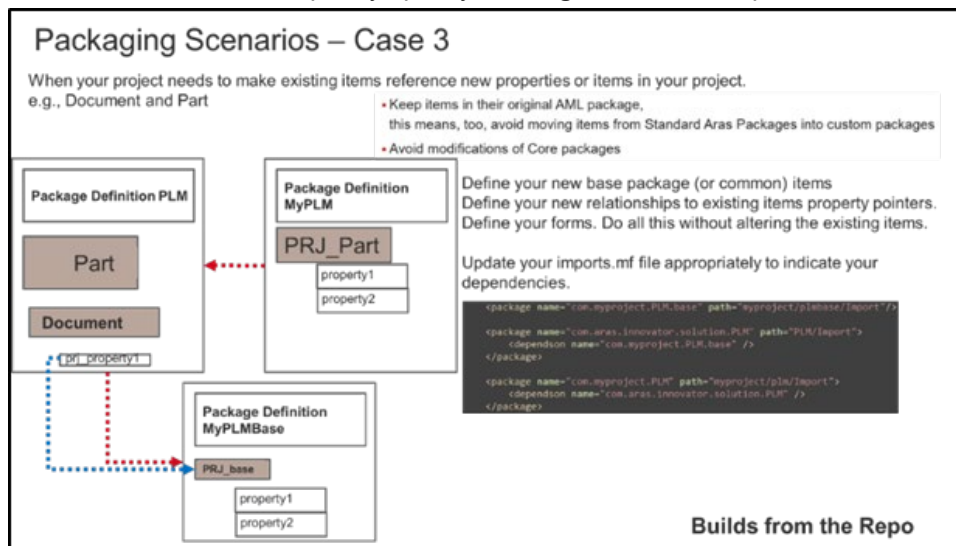 Packaging Scenarios – Case 3
When your project needs to make existing items reference new properties or items in your project.
e.g., Document and Part
• Keep items in their original AML package,
this means, too, avoid moving items from Standard Aras Packages into custom packages
• Avoid modifications of Core packages
Package Definition PLM
Part
Document
prj_property1
Package Definition
MyPLM
PRJ_Part
property1
property2
Define your new base package (or common) items
Define your new relationships to existing items property pointers.
Define your forms. Do all this without altering the existing items.
Update your imports.mf file appropriately to indicate your
dependencies.
<package name="com.myproject.PLM.base" path="myproject/plmbase/Import"/>
<package name="com.aras.innovator.solution.PLM" path="PLM/Import">
<dependson name="com.myproject.PLM.base" />
</package>
<package name="com.myproject.PLM" path="myproject/plm/Import">
<dependson name="com.aras.innovator.solution.PLM" />
</package>
Package Definition
MyPLMBase
PRJ_base
property1
property2
Builds from the Repo